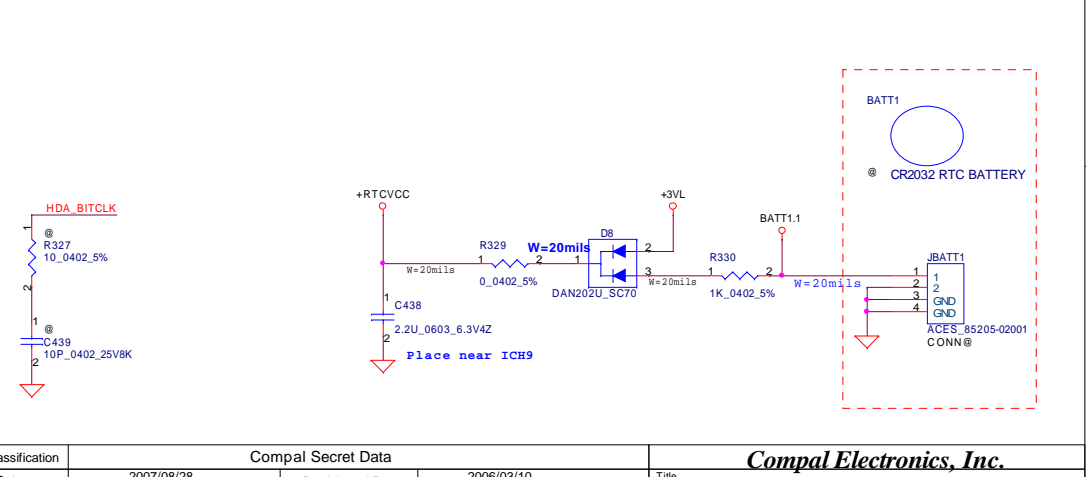 BATT1
@ CR2032 RTC BATTERY
+RTCVCC
+3VL
BATT1.1
HDA_BITCLK
1
@
R327
10_0402_5%
2
1
@
C439
10P_0402_25V8K
2
W=20mils
1
R329
2
0_0402_5%
W=20mils
1
D8
2
3
DAN202U_SC70
W=20mils
R330
1
2
1K_0402_5%
W=20mils
JBATT1
1
2
3
4
1
2
GND
GND
ACES_85205-02001
CONN@
1
C438
2.2U_0603_6.3V4Z
2
Place near ICH9
Compal Secret Data
Compal Electronics, Inc.
2007/08/28
2006/03/10
Title